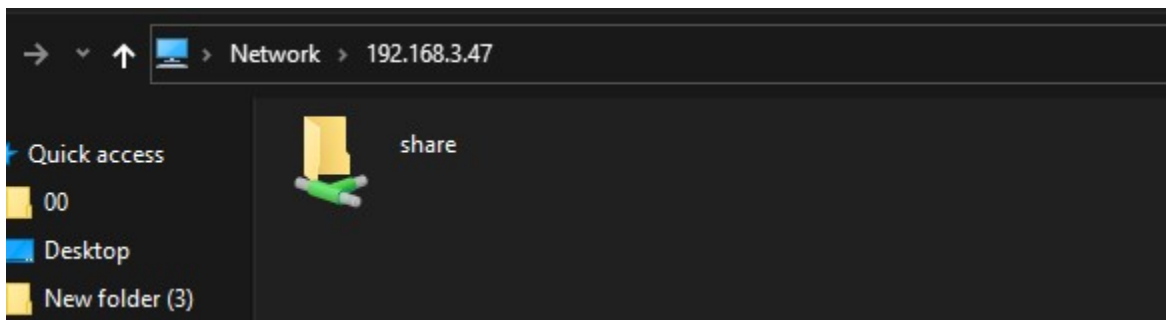 Network > 192.168.3.47
share
Quick access
00
Desktop
New folder (3)